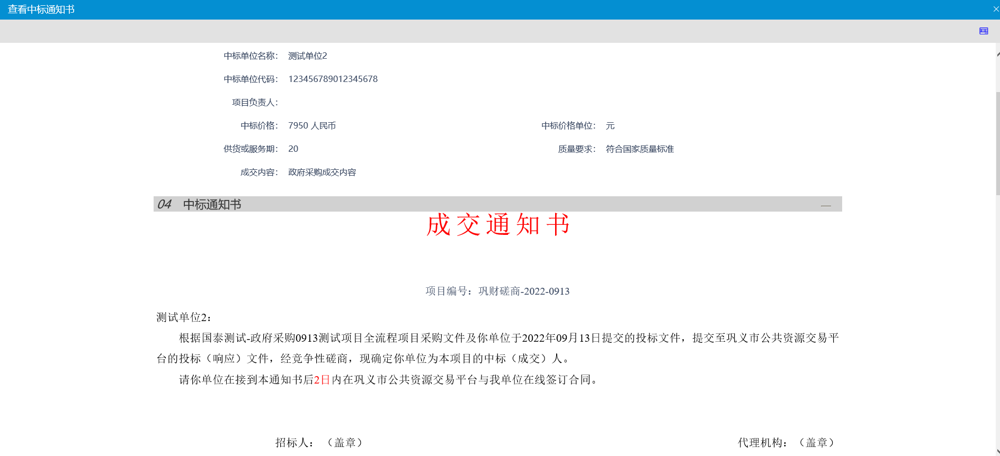 查看中标通知书
中标单位名称： 测试单位2
中标单位代码： 123456789012345678
项目负责人：
中标价格： 7950 人民币 中标价格单位： 元
供货或服务期： 20 质量要求： 符合国家质量标准
成交内容： 政府采购成交内容
04 中标通知书
成交通知书
项目编号：巩财磋商-2022-0913
测试单位2：
根据国泰测试-政府采购0913测试项目全流程项目采购文件及你单位于2022年09月13日提交的投标文件，提交至巩义市公共资源交易平
台的投标（响应）文件，经竞争性磋商，现确定你单位为本项目的中标（成交）人。
请你单位在接到本通知书后2日内在巩义市公共资源交易平台与我单位在线签订合同。
招标人：（盖章） 代理机构：（盖章）